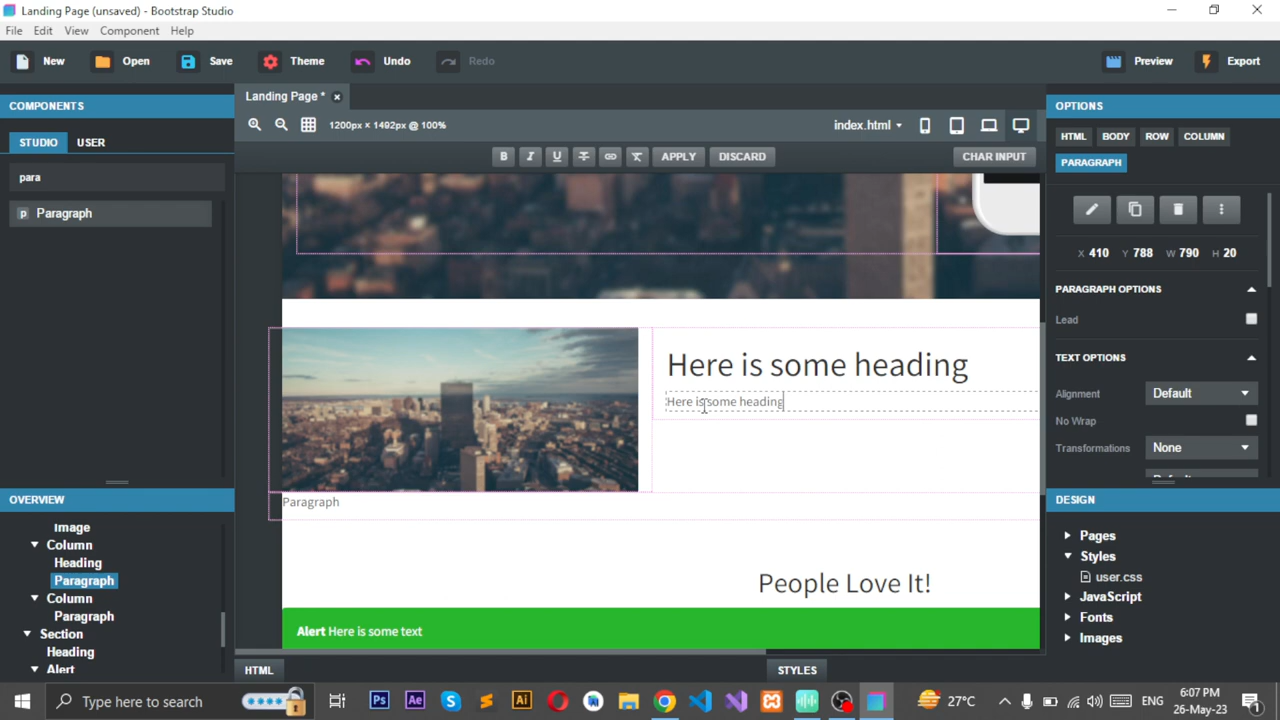 Landing Page (unsaved) - Bootstrap Studio
File Edit View Component Help
New Open Save Theme Undo Redo Preview Export
COMPONENTS
Landing Page *
OPTIONS
STUDIO USER
1200px × 1492px @ 100%
index.html
HTML BODY ROW COLUMN
PARAGRAPH
B I U T APPLY DISCARD CHAR INPUT
para
p Paragraph
X 410 Y 788 W 790 H 20
PARAGRAPH OPTIONS
Lead
TEXT OPTIONS
Alignment Default
No Wrap
Transformations None
Here is some heading
Here is some heading
Paragraph
People Love It!
Alert Here is some text
OVERVIEW
Image
Column
Heading
Paragraph
Column
Paragraph
Section
Heading
Alert
DESIGN
Pages
Styles
user.css
JavaScript
Fonts
Images
HTML STYLES
Type here to search
Ps Ae S Ai
27°C
ENG
6:07 PM
26-May-23
1